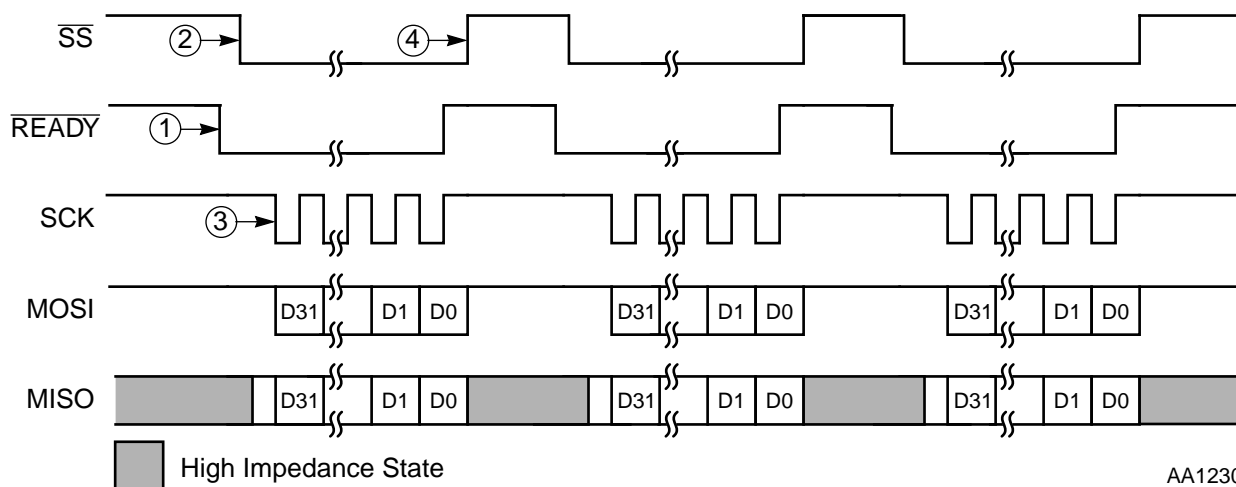 SS ② ④
READY ①
SCK ③
MOSI D31 D1 D0 D31 D1 D0 D31 D1 D0
MISO D31 D1 D0 D31 D1 D0 D31 D1 D0
High Impedance State
AA1230